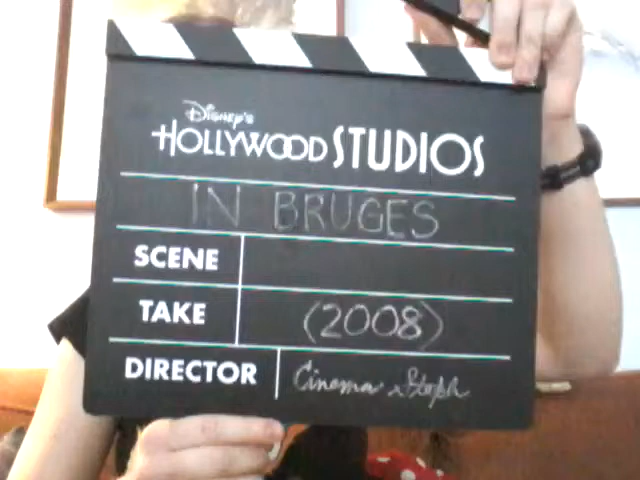 Disney's
HOLLYWOOD STUDIOS
IN BRUGES
SCENE
TAKE (2008)
DIRECTOR Cinema Steph